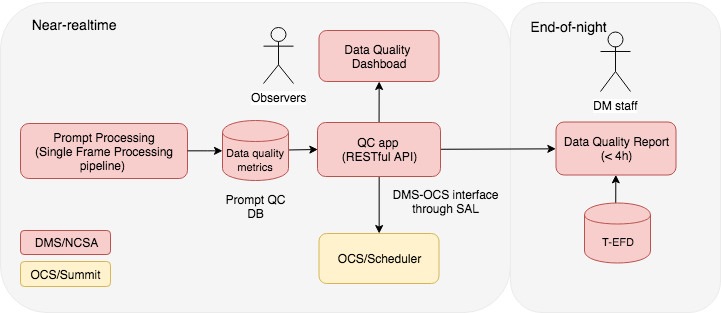 Near-realtime
End-of-night
Observers
Data Quality
Dashboad
DM staff
Prompt Processing
(Single Frame Processing
pipeline)
Data quality
metrics
Prompt QC
DB
QC app
(RESTful API)
Data Quality Report
(< 4h)
DMS-OCS interface
through SAL
T-EFD
DMS/NCSA
OCS/Summit
OCS/Scheduler